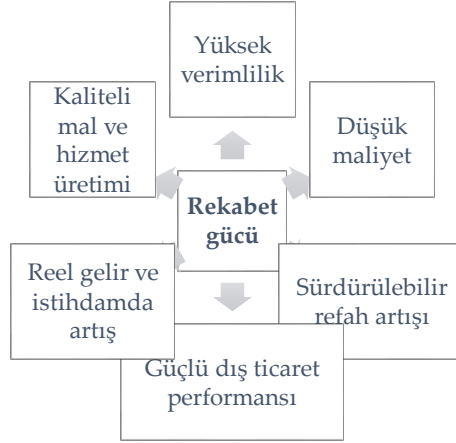 Yüksek
verimlilik
Kaliteli
mal ve
hizmet
üretimi
Düşük
maliyet
Rekabet
gücü
Reel gelir ve
istihdamda
artış
Sürdürülebilir
refah artışı
Güçlü dış ticaret
performansı